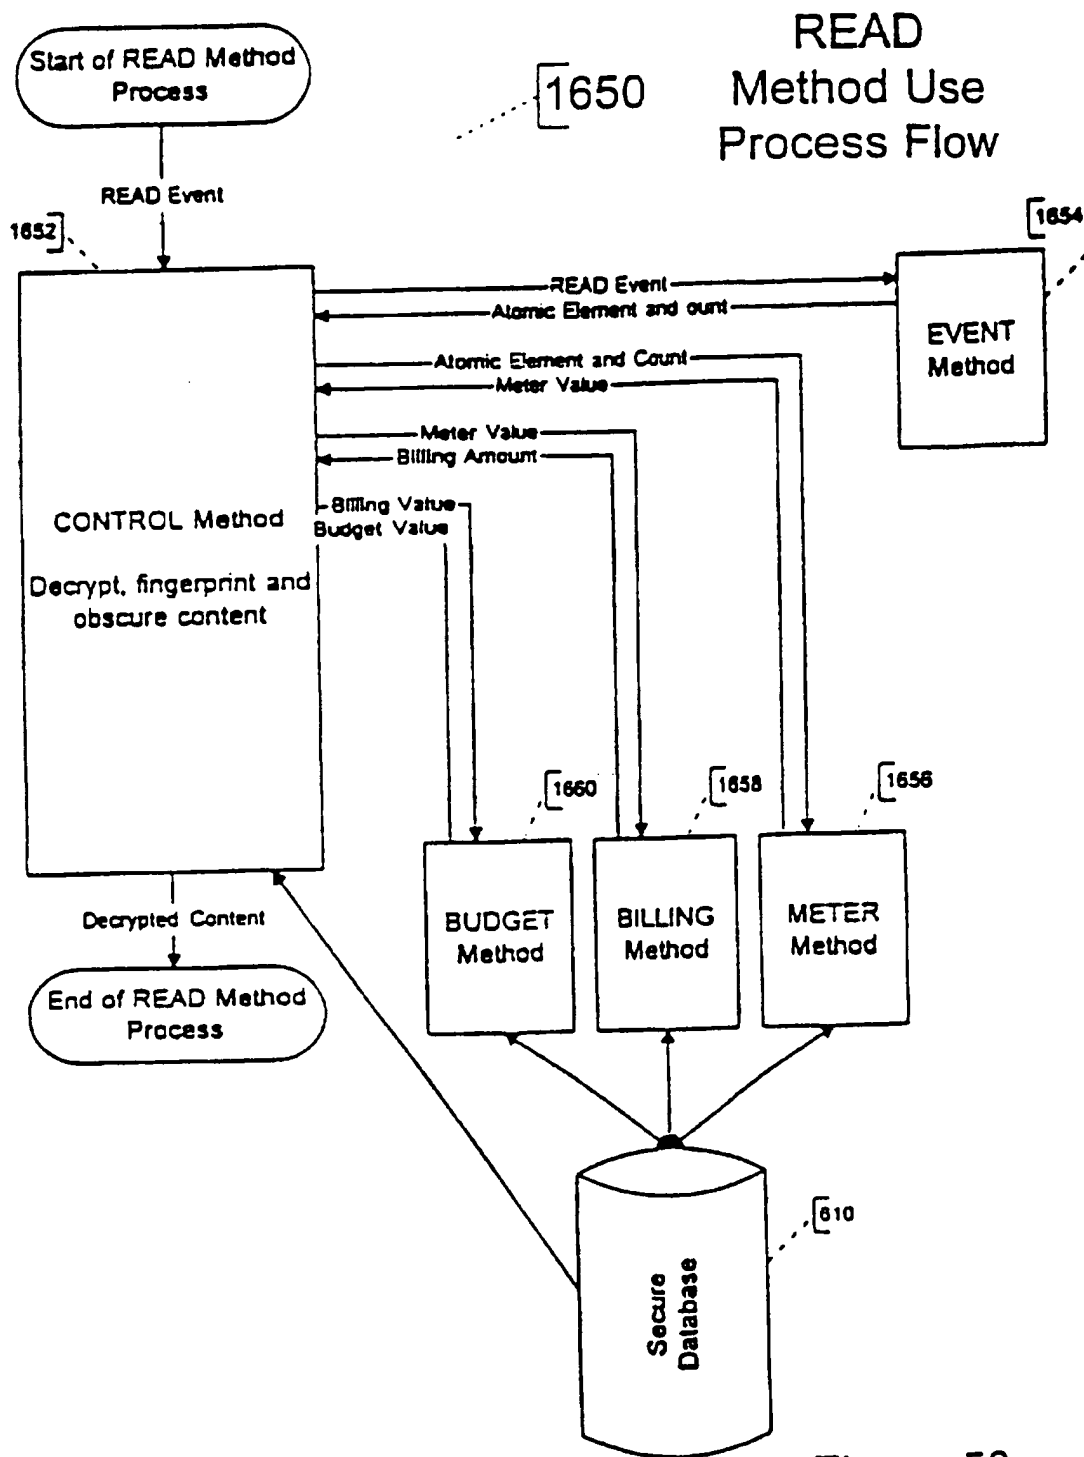 READ
Method Use
Process Flow
1650
Start of READ Method
Process
READ Event
1652
1654
READ Event
Atomic Element and ount
EVENT
Method
Atomic Element and Count
Meter Value
Meter Value
Billing Amount
Billing Value
Budget Value
CONTROL Method
Decrypt, fingerprint and
obscure content
1660
1658
1656
BUDGET
Method
BILLING
Method
METER
Method
Decrypted Content
End of READ Method
Process
610
Secure
Database